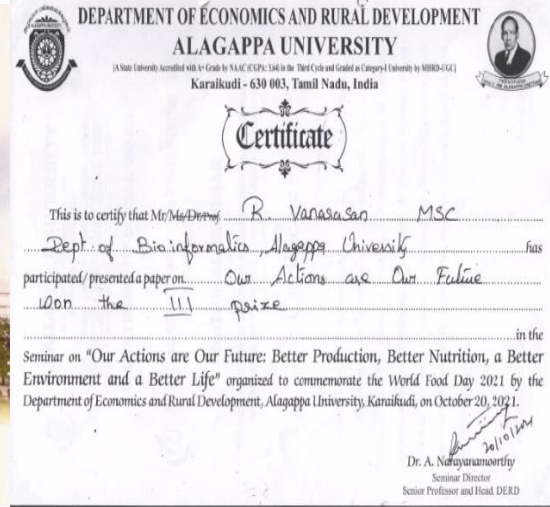 DEPARTMENT OF ECONOMICS AND RURAL DEVELOPMENT
ALAGAPPA UNIVERSITY
[A State University Accredited with A+ Grade by NAAC (CGPA: 3.64) in the Third Cycle and Graded as Category-I University by MHRD-UGC]
Karaikudi - 630 003, Tamil Nadu, India
Certificate
This is to certify that Mr/Ms/Dr/Prof. R. Vanarasan MSC
Dept. of Bioinformatics, Alagappa University has
participated/presented a paper on Our Actions are Our Future
won the III prize
in the
Seminar on "Our Actions are Our Future: Better Production, Better Nutrition, a Better
Environment and a Better Life" organized to commemorate the World Food Day 2021 by the
Department of Economics and Rural Development, Alagappa University, Karaikudi, on October 20, 2021.
20/10/2021
Dr. A. Narayanamoorthy
Seminar Director
Senior Professor and Head, DERD